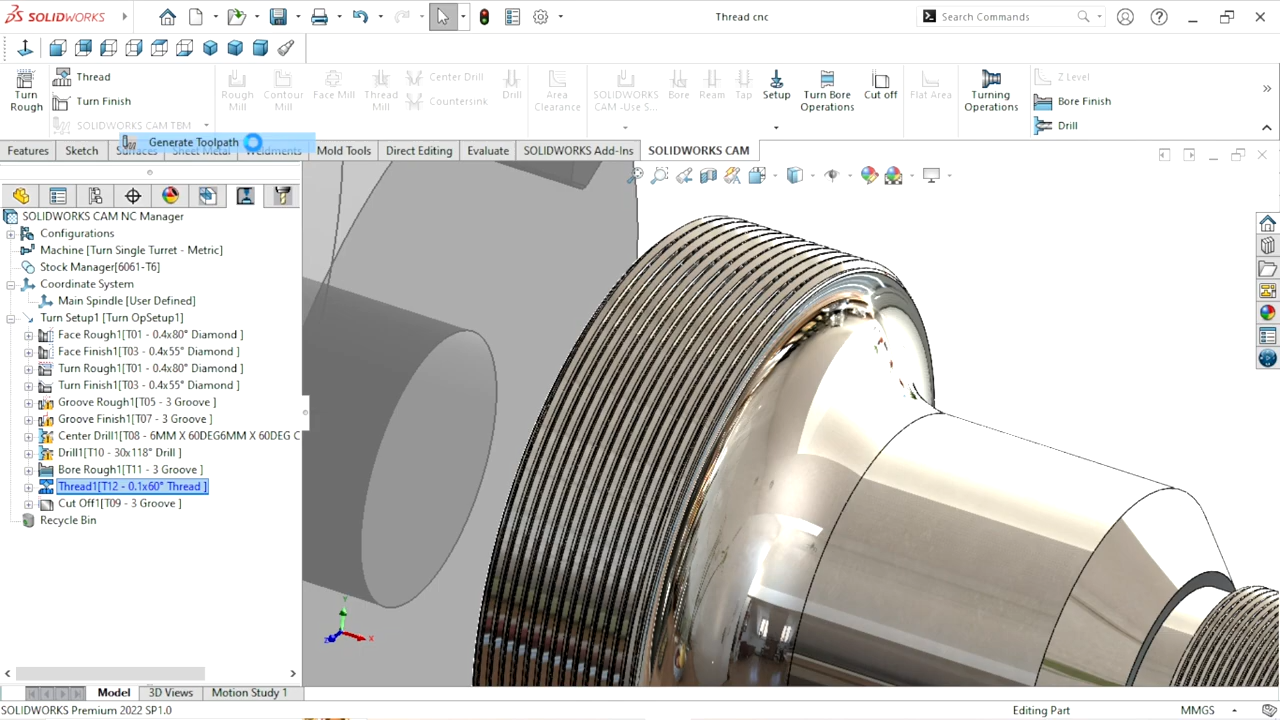 SOLIDWORKS
Thread cnc
Search Commands
Turn Rough
Thread
Turn Finish
SOLIDWORKS CAM TBM
Rough Mill
Contour Mill
Face Mill
Thread Mill
Center Drill
Countersink
Drill
Area Clearance
SOLIDWORKS CAM -Use S...
Bore
Ream
Tap
Setup
Turn Bore Operations
Cut off
Flat Area
Turning Operations
Z Level
Bore Finish
Drill
Generate Toolpath
Features
Sketch
Surfaces
Sheet Metal
Weldments
Mold Tools
Direct Editing
Evaluate
SOLIDWORKS Add-Ins
SOLIDWORKS CAM
SOLIDWORKS CAM NC Manager
Configurations
Machine [Turn Single Turret - Metric]
Stock Manager[6061-T6]
Coordinate System
Main Spindle [User Defined]
Turn Setup1 [Turn OpSetup1]
Face Rough1[T01 - 0.4x80° Diamond ]
Face Finish1[T03 - 0.4x55° Diamond ]
Turn Rough1[T01 - 0.4x80° Diamond ]
Turn Finish1[T03 - 0.4x55° Diamond ]
Groove Rough1[T05 - 3 Groove ]
Groove Finish1[T07 - 3 Groove ]
Center Drill1[T08 - 6MM X 60DEG6MM X 60DEG C
Drill1[T10 - 30x118° Drill ]
Bore Rough1[T11 - 3 Groove ]
Thread1[T12 - 0.1x60° Thread ]
Cut Off1[T09 - 3 Groove ]
Recycle Bin
Y
X
Z
Model
3D Views
Motion Study 1
SOLIDWORKS Premium 2022 SP1.0
Editing Part
MMGS